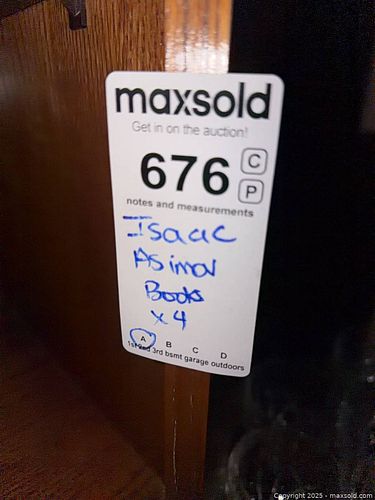 maxsold
Get in on the auction!
676
C
P
notes and measurements
Isaac
Asimov
Books
x 4
A B C D
1st 2nd 3rd bsmt garage outdoors
Copyright 2025 - maxsold.com